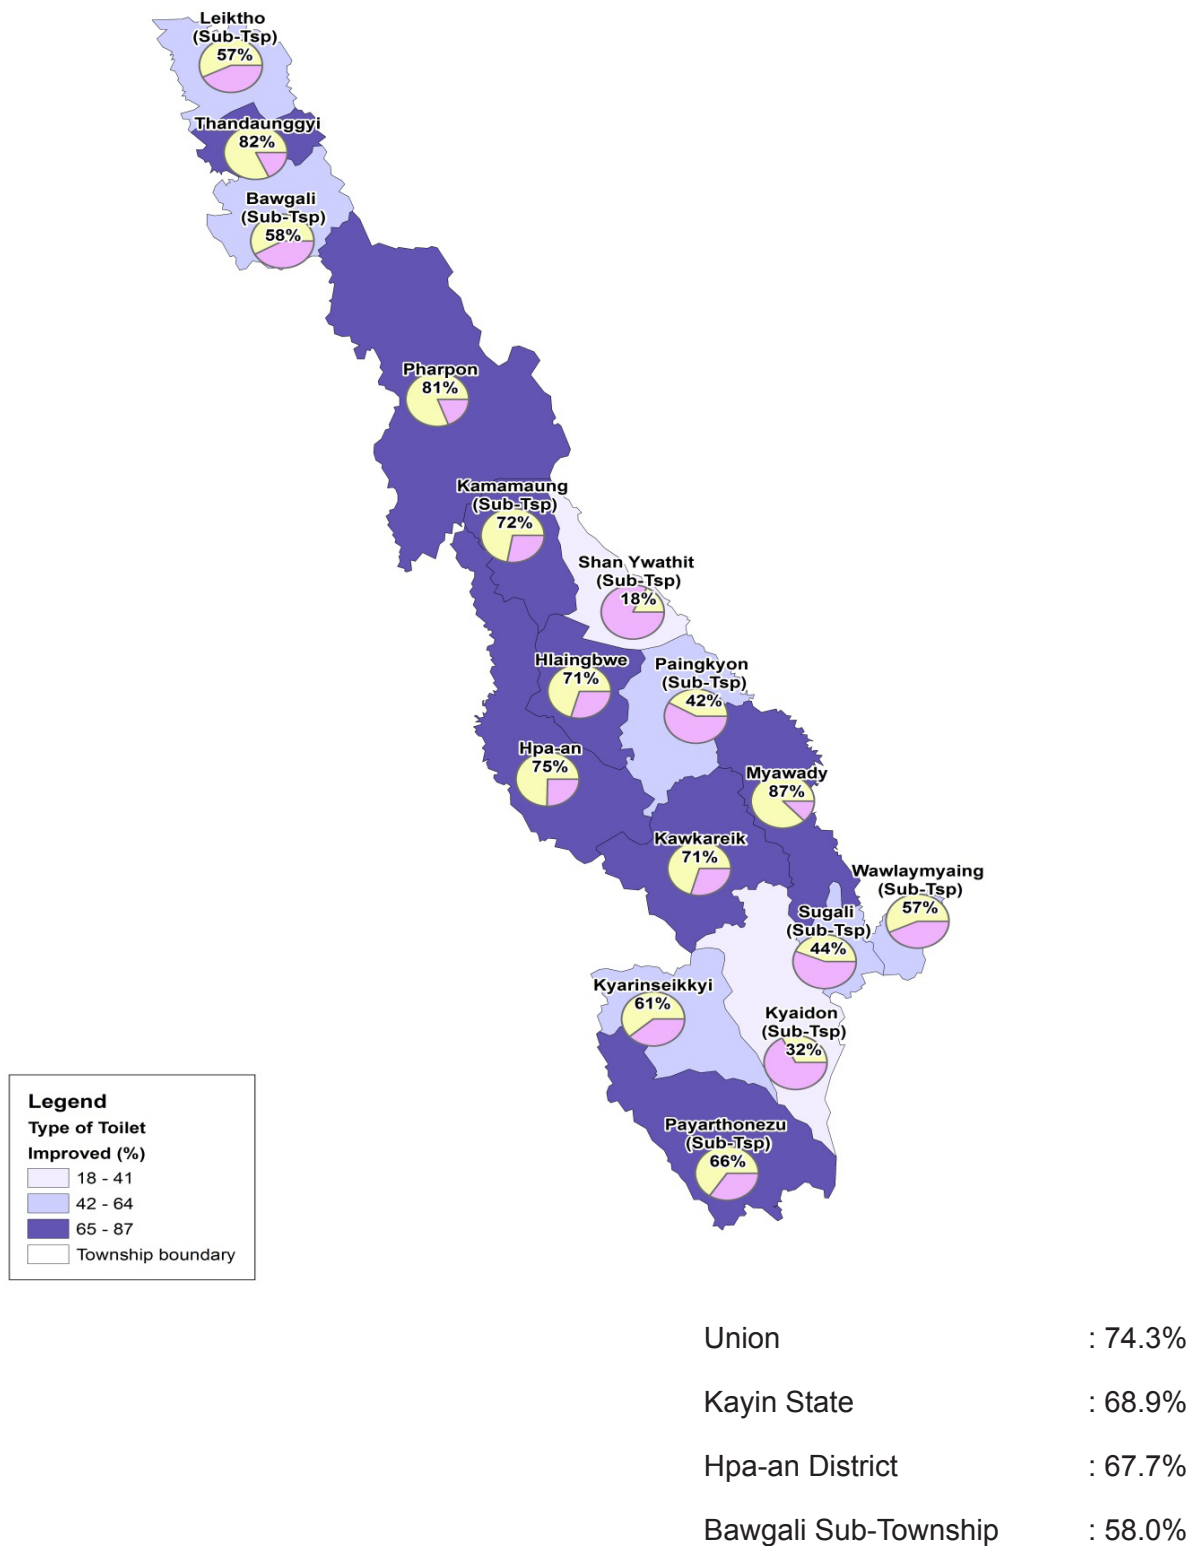 Leiktho
(Sub-Tsp)
57%
Thandaunggyi
82%
Bawgali
(Sub-Tsp)
58%
Pharpon
81%
Kamamaung
(Sub-Tsp)
72%
Shan Ywathit
(Sub-Tsp)
18%
Hlaingbwe
71%
Paingkyon
(Sub-Tsp)
42%
Hpa-an
75%
Myawady
87%
Kawkareik
71%
Wawlaymyaing
(Sub-Tsp)
57%
Sugali
(Sub-Tsp)
44%
Kyarinseikkyi
61%
Kyaidon
(Sub-Tsp)
32%
Payarthonezu
(Sub-Tsp)
66%
Legend
Type of Toilet
Improved (%)
18 - 41
42 - 64
65 - 87
Township boundary
Union : 74.3%
Kayin State : 68.9%
Hpa-an District : 67.7%
Bawgali Sub-Township : 58.0%